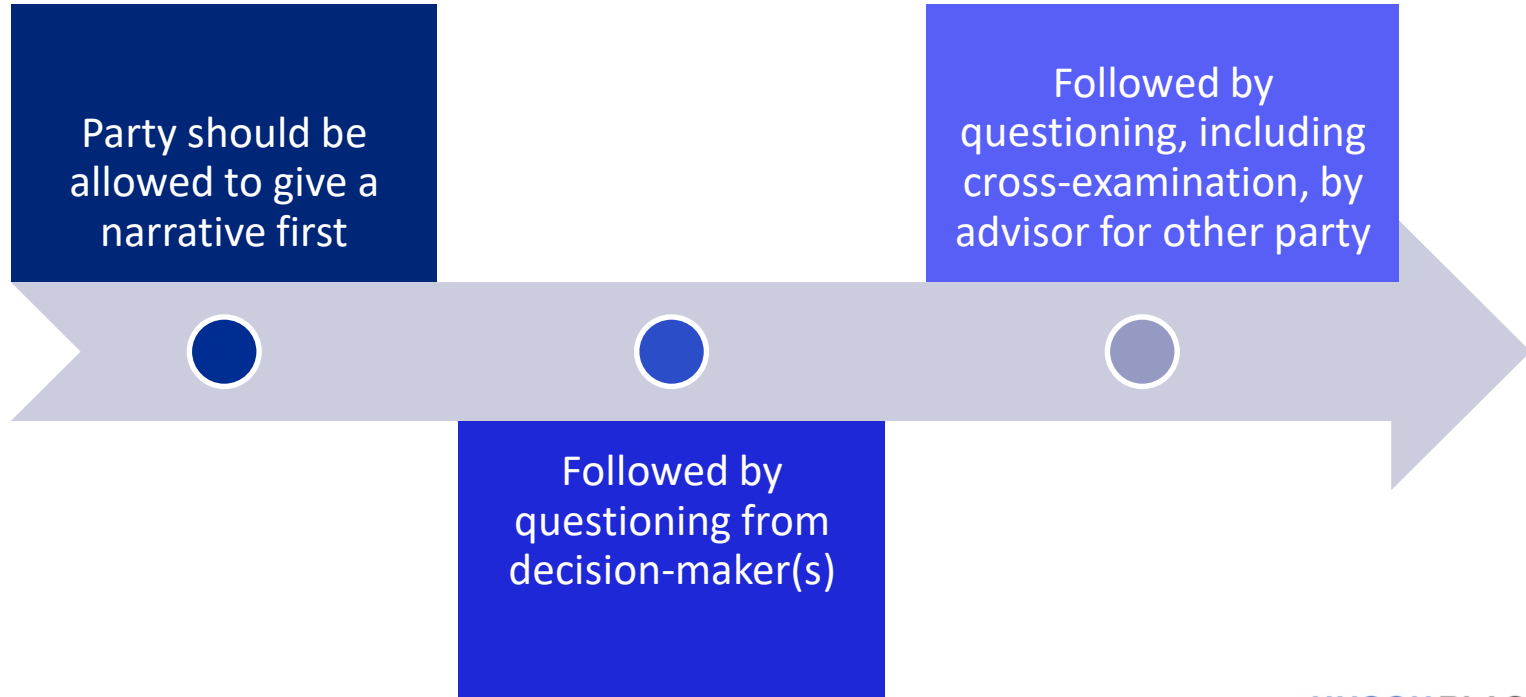 Party should be
allowed to give a
narrative first
Followed by
questioning from
decision-maker(s)
Followed by
questioning, including
cross-examination, by
advisor for other party